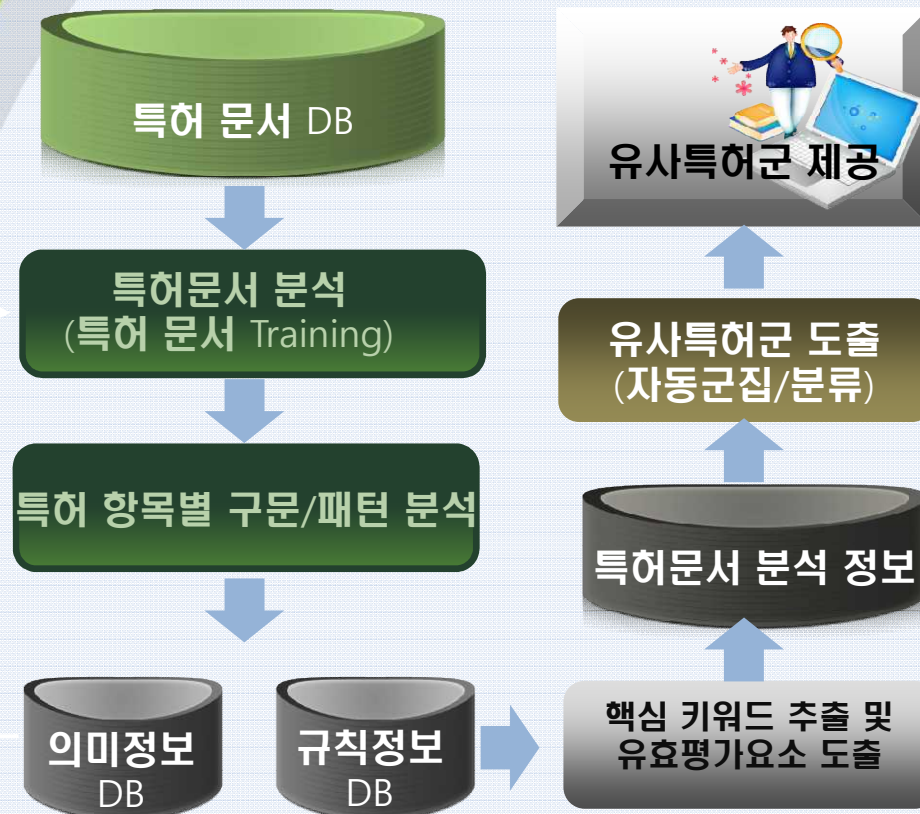 특허 문서 DB
특허문서 분석
(특허 문서 Training)
특허 항목별 구문/패턴 분석
의미정보
DB
규칙정보
DB
핵심 키워드 추출 및
유효평가요소 도출
특허문서 분석 정보
유사특허군 도출
(자동군집/분류)
유사특허군 제공